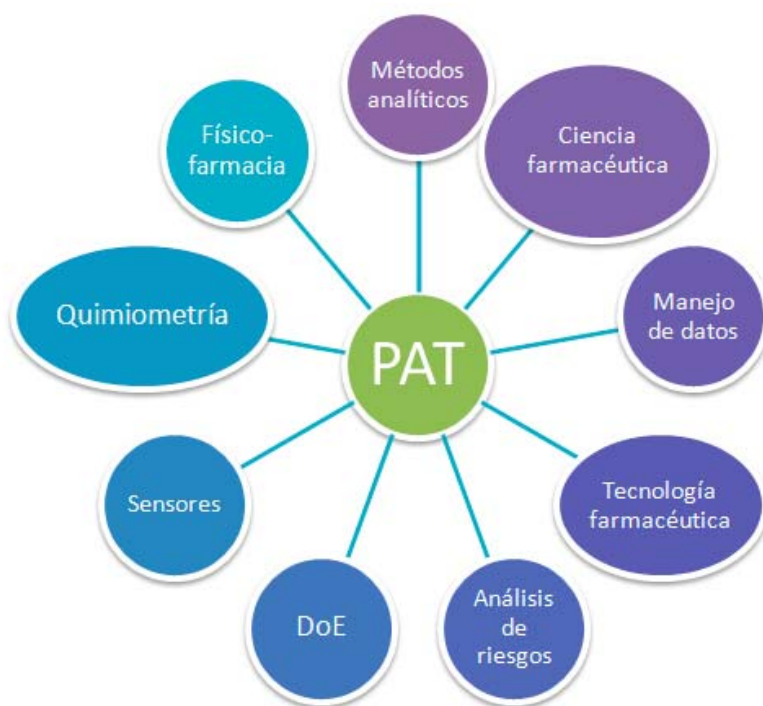 Métodos
analíticos
Ciencia
farmacéutica
Manejo
de datos
Tecnología
farmacéutica
Análisis
de
riesgos
DoE
Sensores
Quimiometría
Físico-
farmacia
PAT